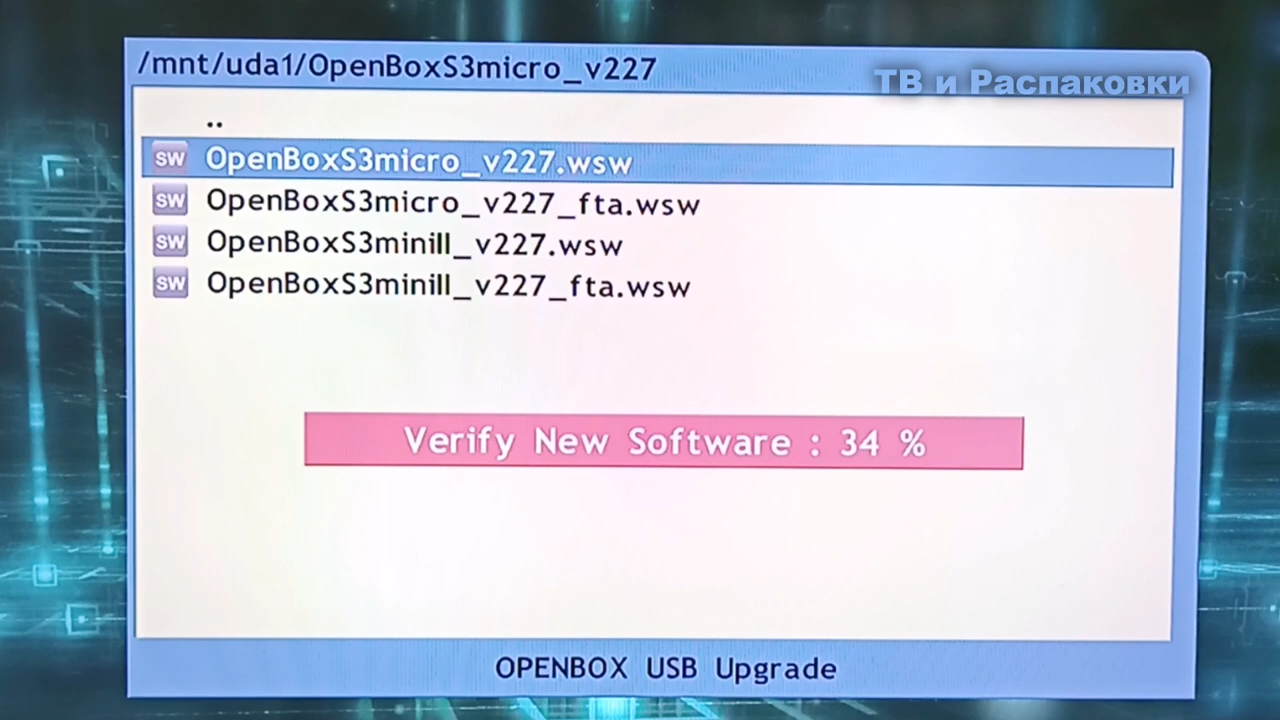 /mnt/uda1/OpenBoxS3micro_v227
ТВ и Распаковки
..
SW OpenBoxS3micro_v227.wsw
SW OpenBoxS3micro_v227_fta.wsw
SW OpenBoxS3minill_v227.wsw
SW OpenBoxS3minill_v227_fta.wsw
Verify New Software : 34 %
OPENBOX USB Upgrade